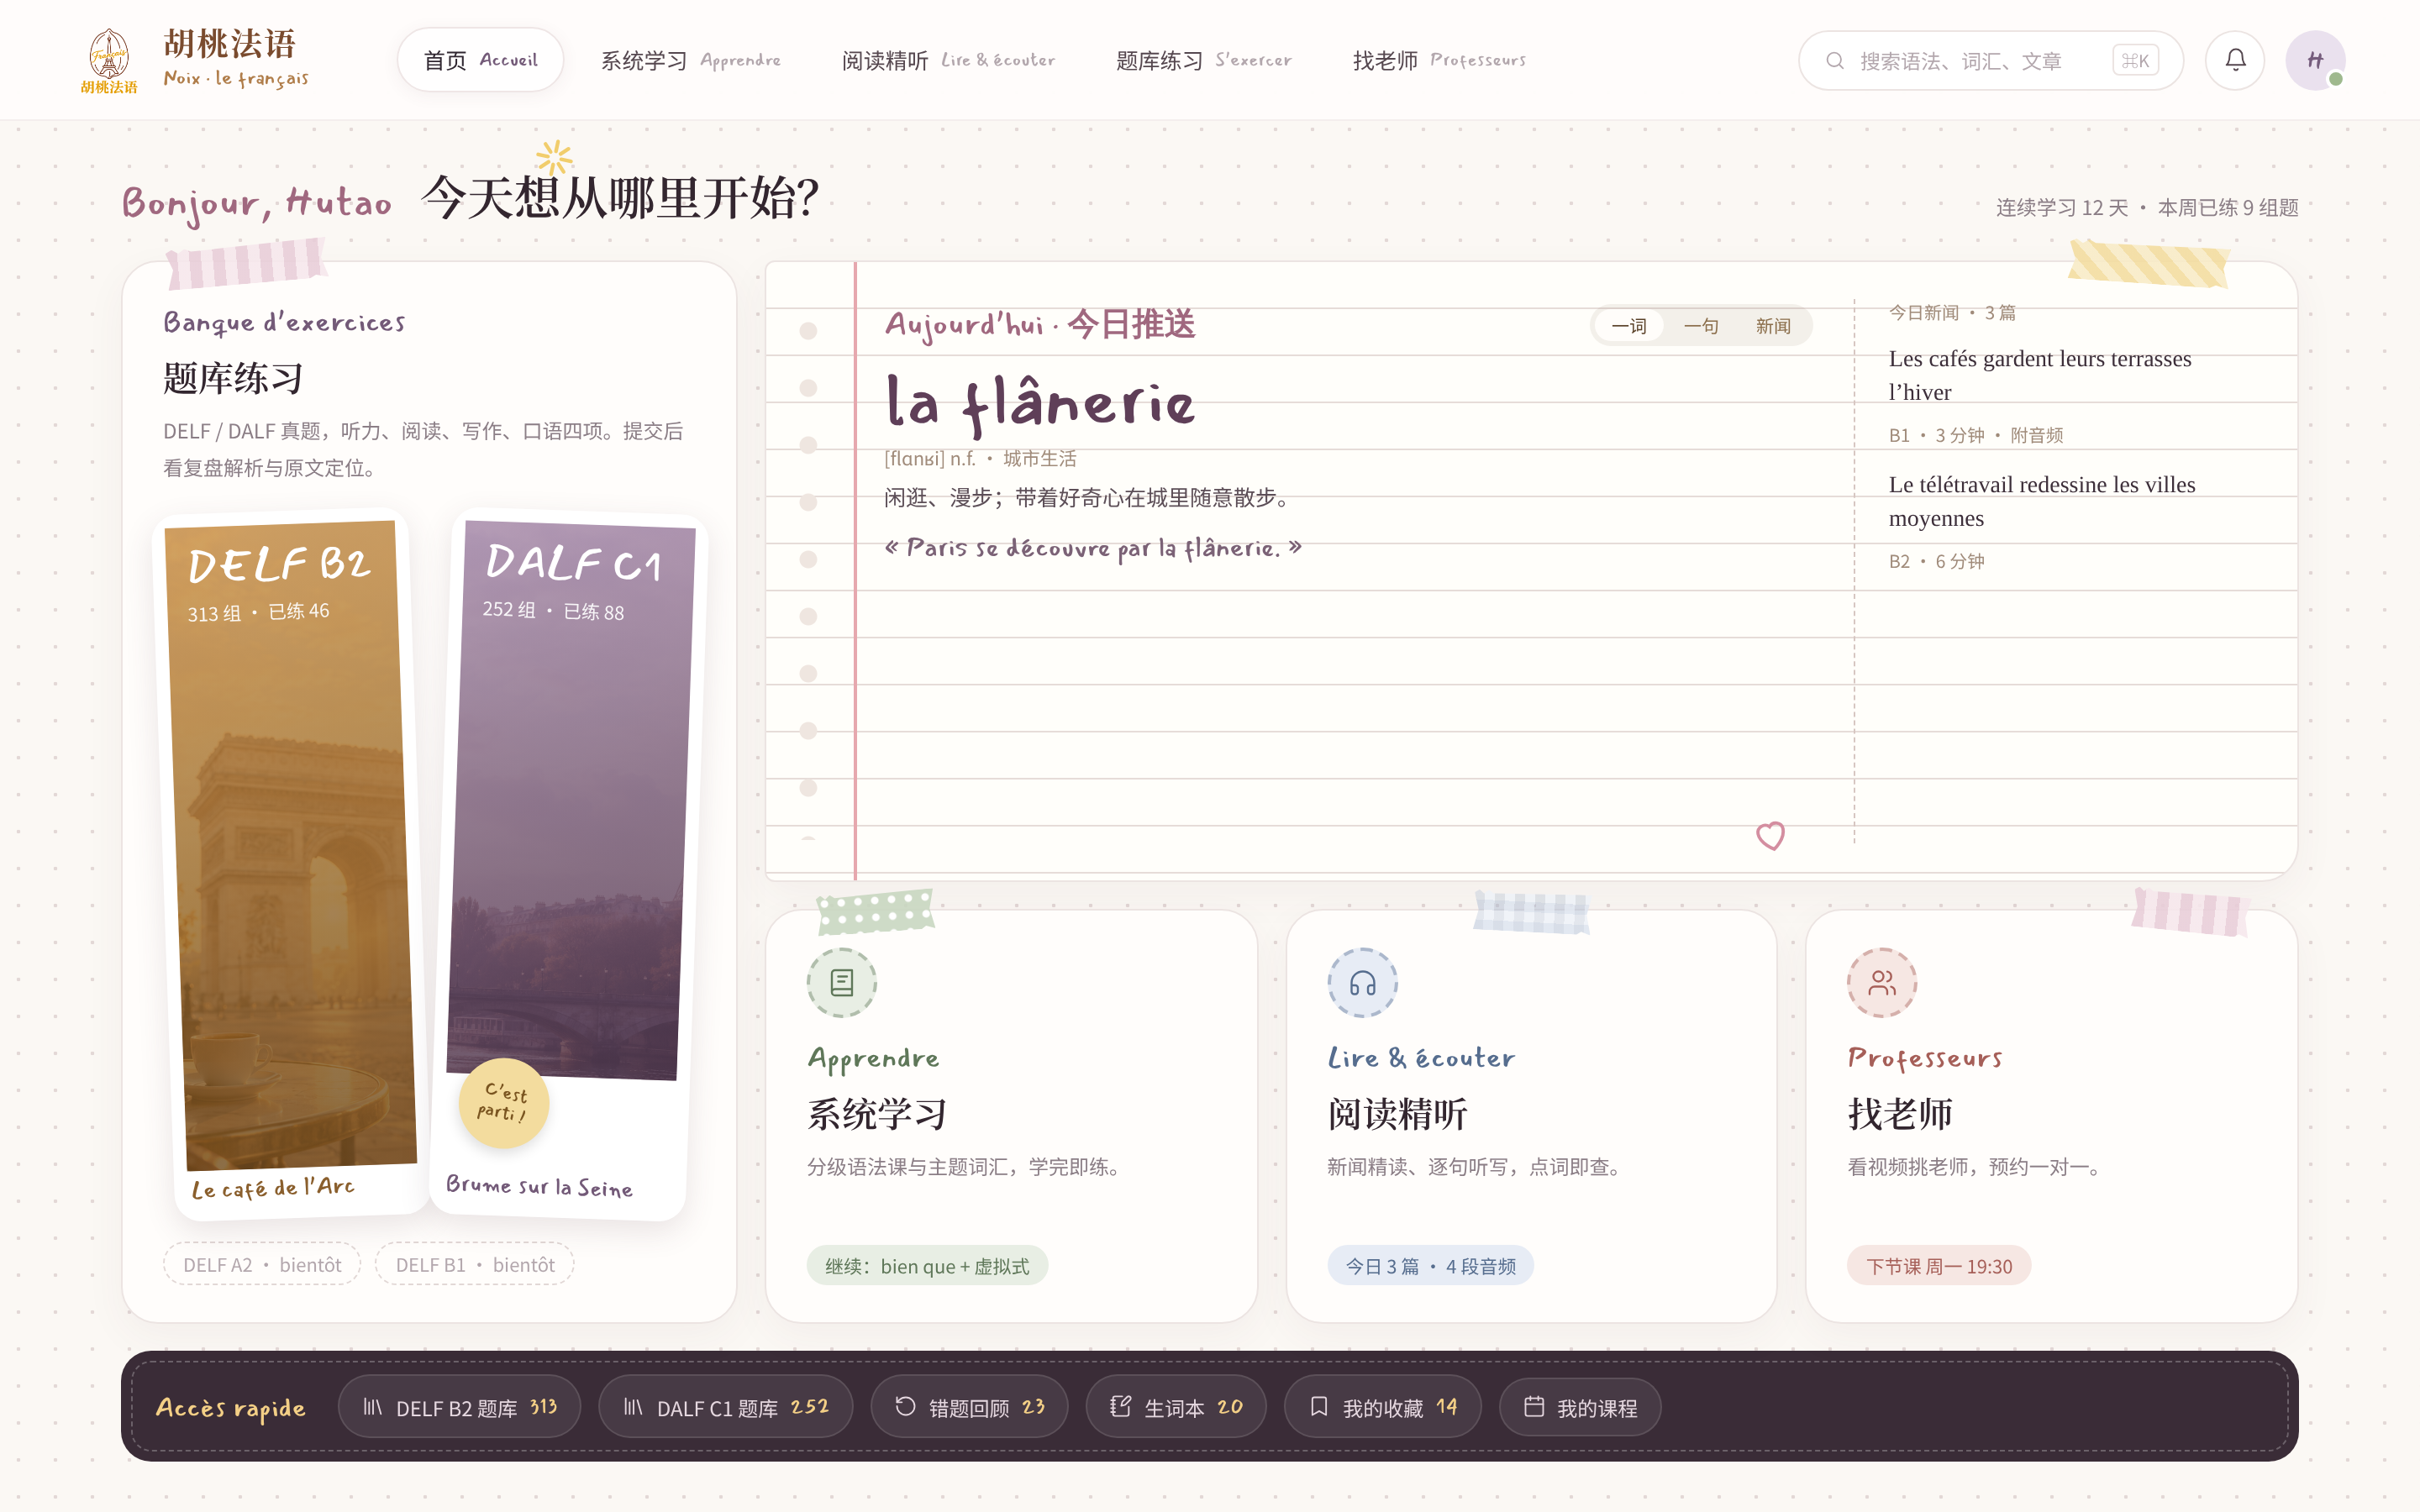 Français
胡桃法语
胡桃法语
Noix · le français
首页 Accueil
系统学习 Apprendre
阅读精听 Lire & écouter
题库练习 S'exercer
找老师 Professeurs
搜索语法、词汇、文章 ⌘K
H
Bonjour, Hutao 今天想从哪里开始?
连续学习 12 天 · 本周已练 9 组题
Banque d'exercices
题库练习
DELF / DALF 真题，听力、阅读、写作、口语四项。提交后
看复盘解析与原文定位。
DELF B2
313 组 · 已练 46
Le café de l'Arc
DALF C1
252 组 · 已练 88
C'est
parti !
Brume sur la Seine
DELF A2 · bientôt
DELF B1 · bientôt
Aujourd'hui · 今日推送
一词 一句 新闻
la flânerie
[flɑnʁi] n.f. · 城市生活
闲逛、漫步；带着好奇心在城里随意散步。
« Paris se découvre par la flânerie. »
今日新闻 · 3 篇
Les cafés gardent leurs terrasses
l’hiver
B1 · 3 分钟 · 附音频
Le télétravail redessine les villes
moyennes
B2 · 6 分钟
Apprendre
系统学习
分级语法课与主题词汇，学完即练。
继续：bien que + 虚拟式
Lire & écouter
阅读精听
新闻精读、逐句听写，点词即查。
今日 3 篇 · 4 段音频
Professeurs
找老师
看视频挑老师，预约一对一。
下节课 周一 19:30
Accès rapide
DELF B2 题库 313
DALF C1 题库 252
错题回顾 23
生词本 20
我的收藏 14
我的课程